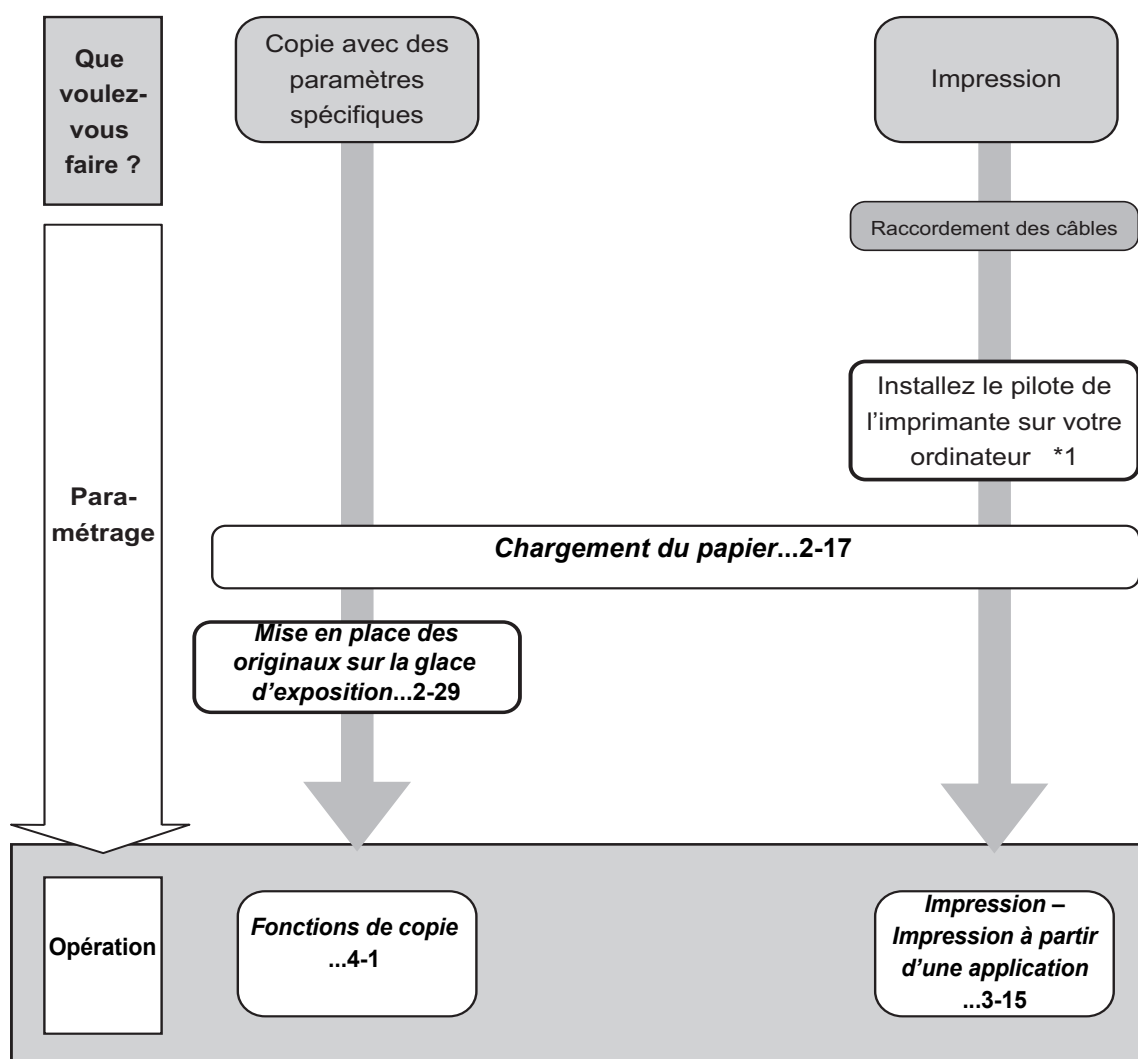 Que
voulez-
vous
faire ?
Copie avec des
paramètres
spécifiques
Impression
Raccordement des câbles
Installez le pilote de
l’imprimante sur votre
ordinateur *1
Para-
métrage
Chargement du papier...2-17
Mise en place des
originaux sur la glace
d’exposition...2-29
Opération
Fonctions de copie
...4-1
Impression –
Impression à partir
d’une application
...3-15